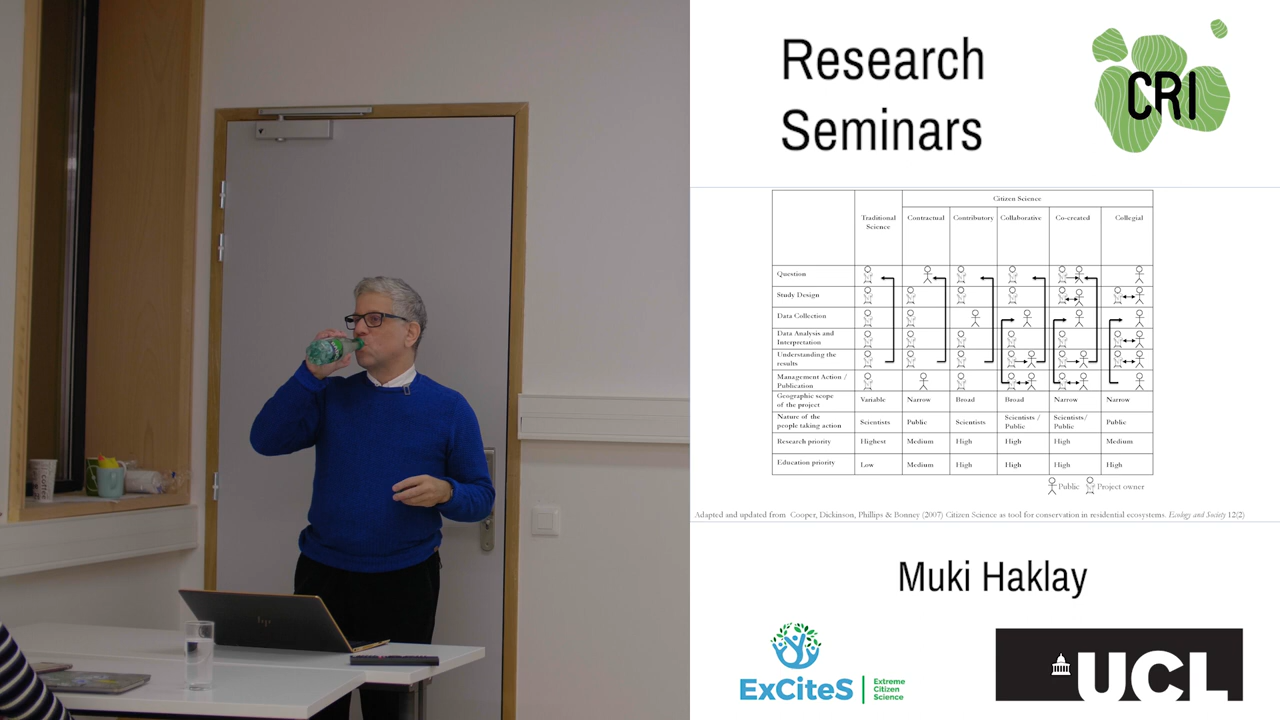 Research
Seminars
CRI
Citizen Science
Traditional
Science
Contractual
Contributory
Collaborative
Co-created
Collegial
Question
Study Design
Data Collection
Data Analysis and
Interpretation
Understanding the
results
Management Action /
Publication
Geographic scope
of the project
Variable
Narrow
Broad
Broad
Narrow
Narrow
Nature of the
people taking action
Scientists
Public
Scientists
Scientists /
Public
Scientists/
Public
Public
Research priority
Highest
Medium
High
High
High
Medium
Education priority
Low
Medium
High
High
High
High
Public
Project owner
Adapted and updated from Cooper, Dickinson, Phillips & Bonney (2007) Citizen Science as tool for conservation in residential ecosystems. Ecology and Society 12(2)
Muki Haklay
ExCiteS
Extreme
Citizen
Science
UCL
hp